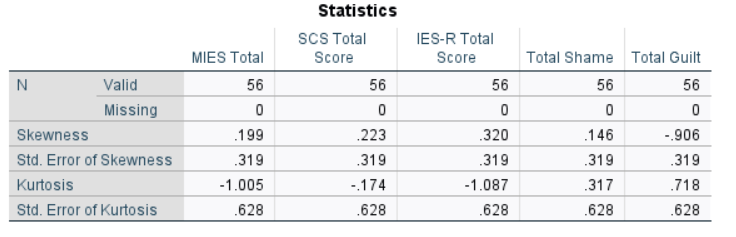 Statistics
MIES Total SCS Total Score IES-R Total Score Total Shame Total Guilt
N Valid 56 56 56 56 56
Missing 0 0 0 0 0
Skewness .199 .223 .320 .146 -.906
Std. Error of Skewness .319 .319 .319 .319 .319
Kurtosis -1.005 -.174 -1.087 .317 .718
Std. Error of Kurtosis .628 .628 .628 .628 .628